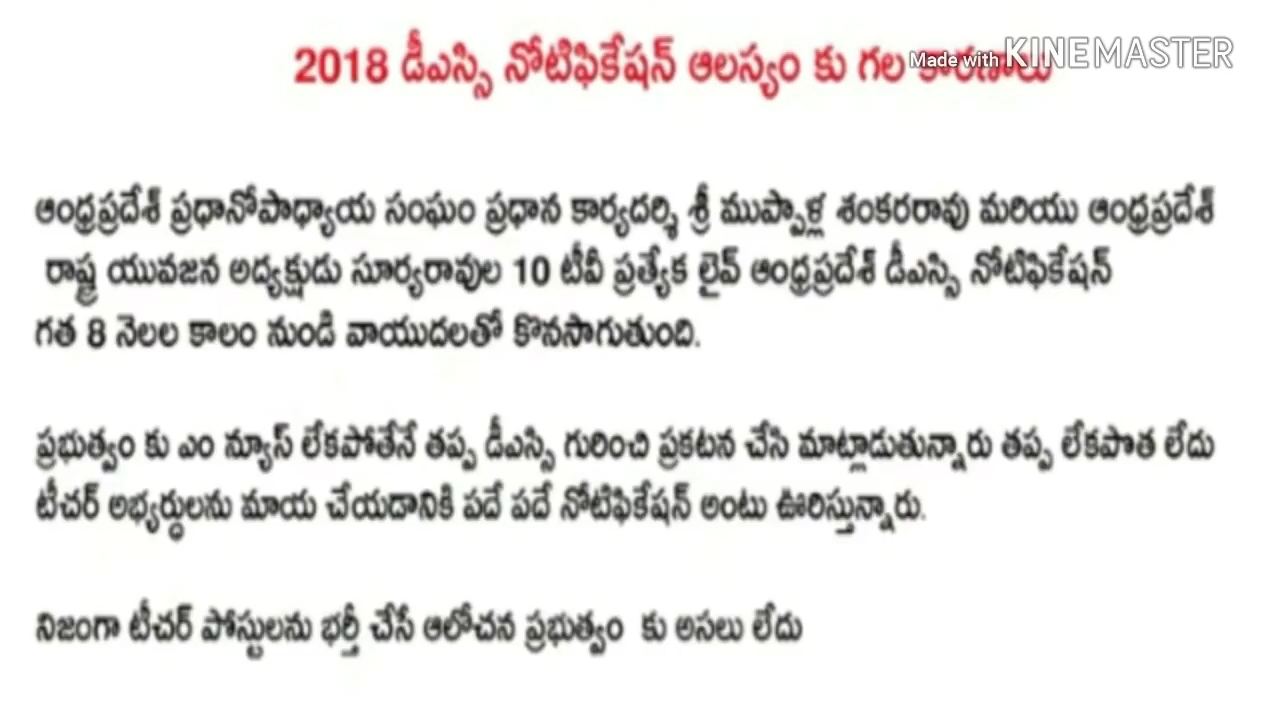 2018 డీఎస్సి నోటిఫికేషన్ ఆలస్యం కు గల కారణాలు
Made with KINEMASTER
ఆంధ్రప్రదేశ్ ప్రధానోపాధ్యాయ సంఘం ప్రధాన కార్యదర్శి శ్రీ ముప్పాళ్ల శంకరరావు మరియు ఆంధ్రప్రదేశ్
రాష్ట్ర యువజన అధ్యక్షుడు సూర్యరావుల 10 టీవీ ప్రత్యేక లైవ్ ఆంధ్రప్రదేశ్ డీఎస్సి నోటిఫికేషన్
గత 8 నెలల కాలం నుండి వాయుదలతో కొనసాగుతుంది.
ప్రభుత్వం కు ఎం న్యూస్ లేకపోతేనే తప్ప డీఎస్సి గురించి ప్రకటన చేసి మాట్లాడుతున్నారు తప్ప లేకపొత లేదు
టీచర్ అభ్యర్ధులను మాయ చేయడానికి పదే పదే నోటిఫికేషన్ అంటు ఊరిస్తున్నారు.
నిజంగా టీచర్ పోస్టులను భర్తీ చేసే ఆలోచన ప్రభుత్వం కు అసలు లేదు